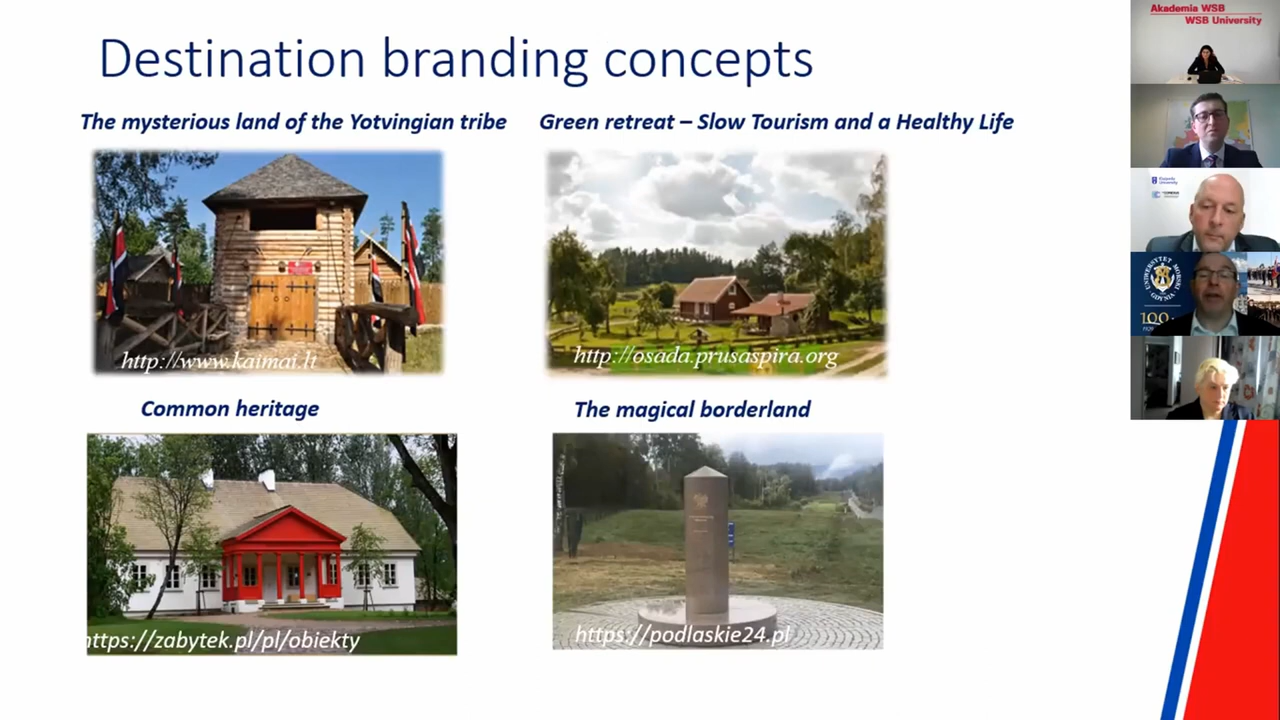 Destination branding concepts
The mysterious land of the Yotvingian tribe
Green retreat – Slow Tourism and a Healthy Life
http://www.kaimai.lt
http://osada.prusaspira.org
Common heritage
The magical borderland
https://zabytek.pl/pl/obiekty
https://podlaskie24.pl
Akademia WSB
WSB University